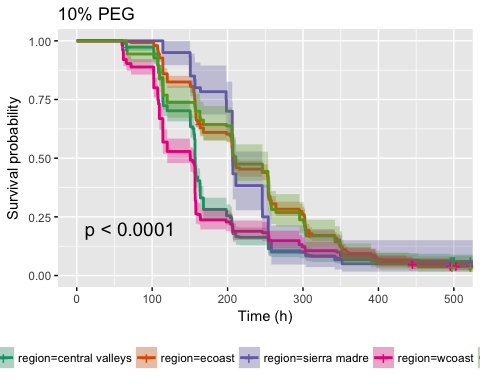 10% PEG
1.00
0.75
0.50
0.25
0.00
Survival probability
p < 0.0001
0 100 200 300 400 500
Time (h)
region=central valleys region=ecoast region=sierra madre region=wcoast